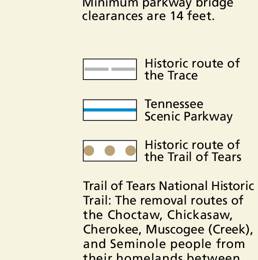 Minimum parkway bridge
clearances are 14 feet.
Historic route of
the Trace
Tennessee
Scenic Parkway
Historic route of
the Trail of Tears
Trail of Tears National Historic
Trail: The removal routes of
the Choctaw, Chickasaw,
Cherokee, Muscogee (Creek),
and Seminole people from
their homelands between